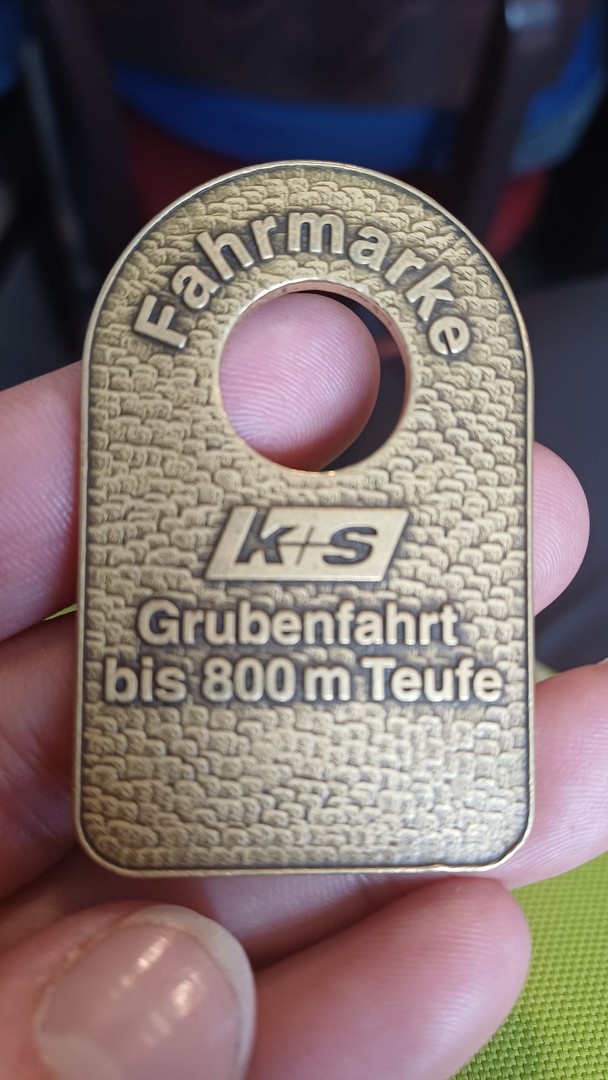 Fahrmarke
k+s
Grubenfahrt
bis 800 m Teufe